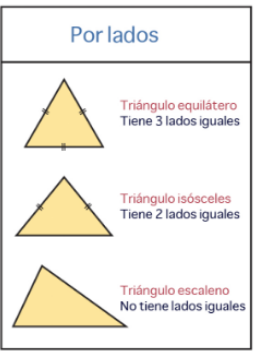 Por lados
Triángulo equilátero
Tiene 3 lados iguales
Triángulo isósceles
Tiene 2 lados iguales
Triángulo escaleno
No tiene lados iguales